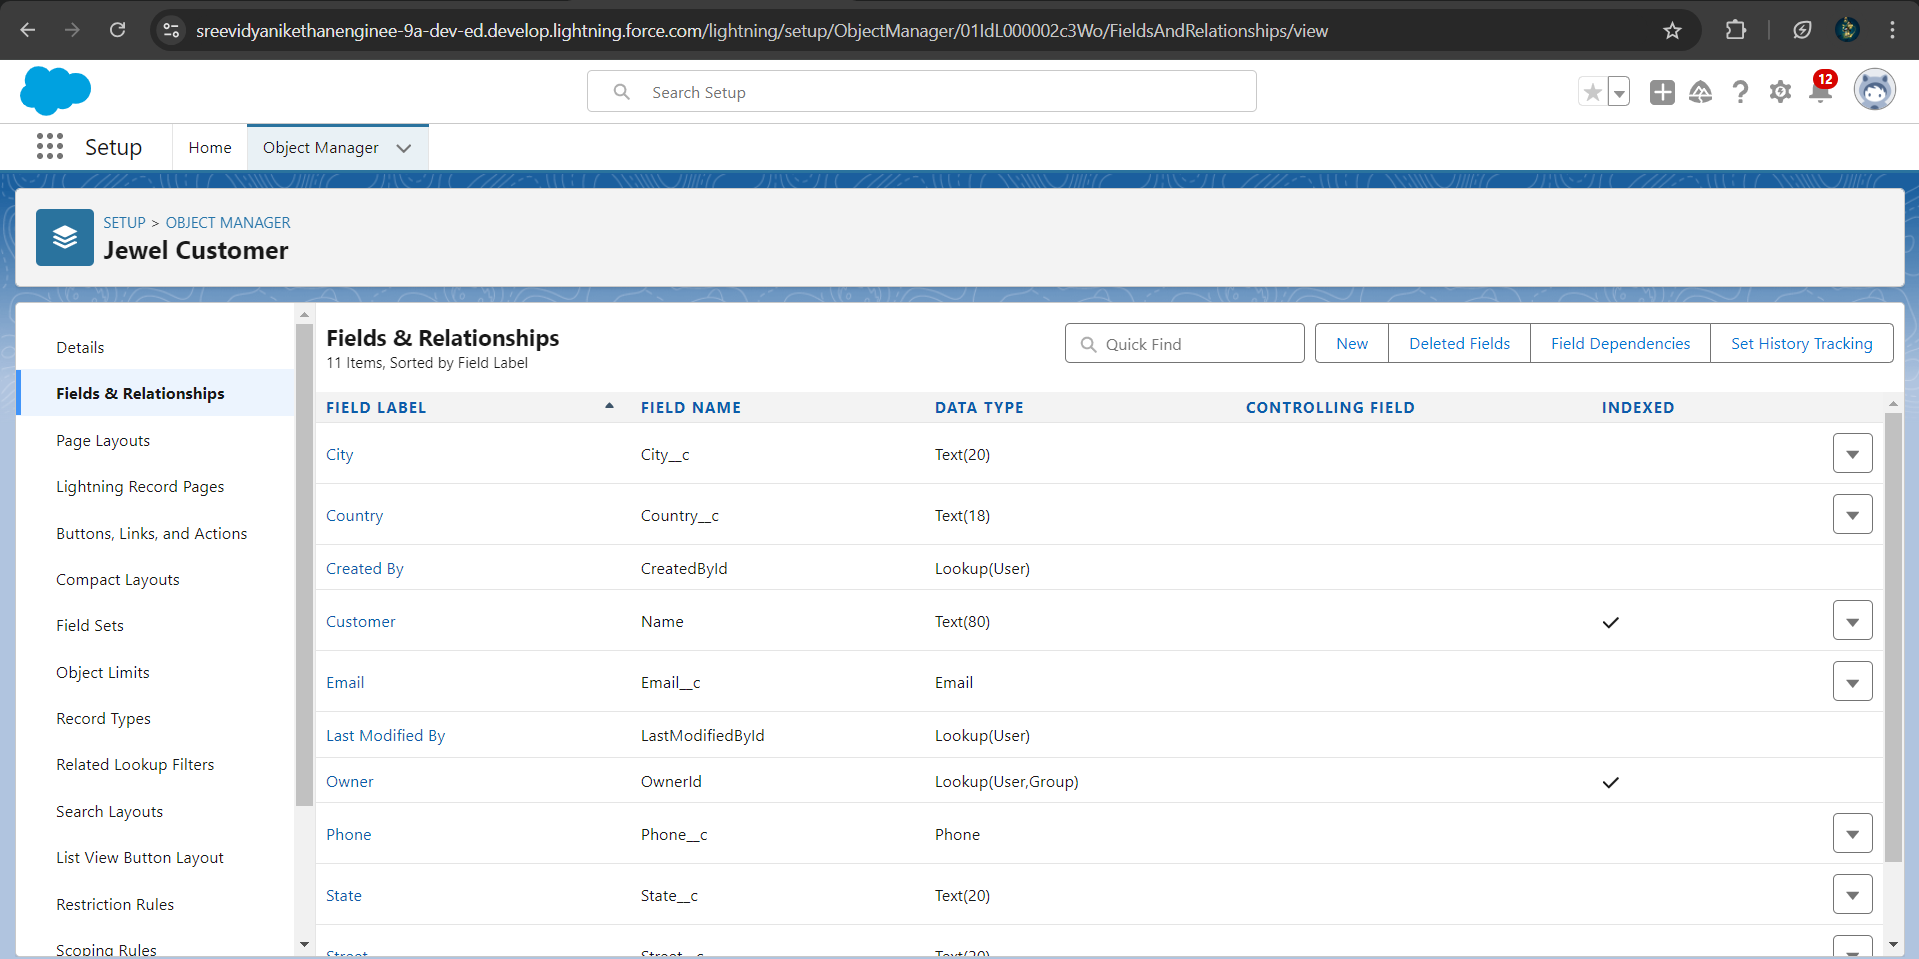 sreevidyanikethanenginee-9a-dev-ed.develop.lightning.force.com/lightning/setup/ObjectManager/01IdL000002c3Wo/FieldsAndRelationships/view
Search Setup
12
Setup
Home
Object Manager
SETUP > OBJECT MANAGER
Jewel Customer
Details
Fields & Relationships
Page Layouts
Lightning Record Pages
Buttons, Links, and Actions
Compact Layouts
Field Sets
Object Limits
Record Types
Related Lookup Filters
Search Layouts
List View Button Layout
Restriction Rules
Scoping Rules
Fields & Relationships
11 Items, Sorted by Field Label
Quick Find
New
Deleted Fields
Field Dependencies
Set History Tracking
FIELD LABEL FIELD NAME DATA TYPE CONTROLLING FIELD INDEXED
City City__c Text(20)
Country Country__c Text(18)
Created By CreatedById Lookup(User)
Customer Name Text(80)
Email Email__c Email
Last Modified By LastModifiedById Lookup(User)
Owner OwnerId Lookup(User,Group)
Phone Phone__c Phone
State State__c Text(20)
Street Street__c Text(20)